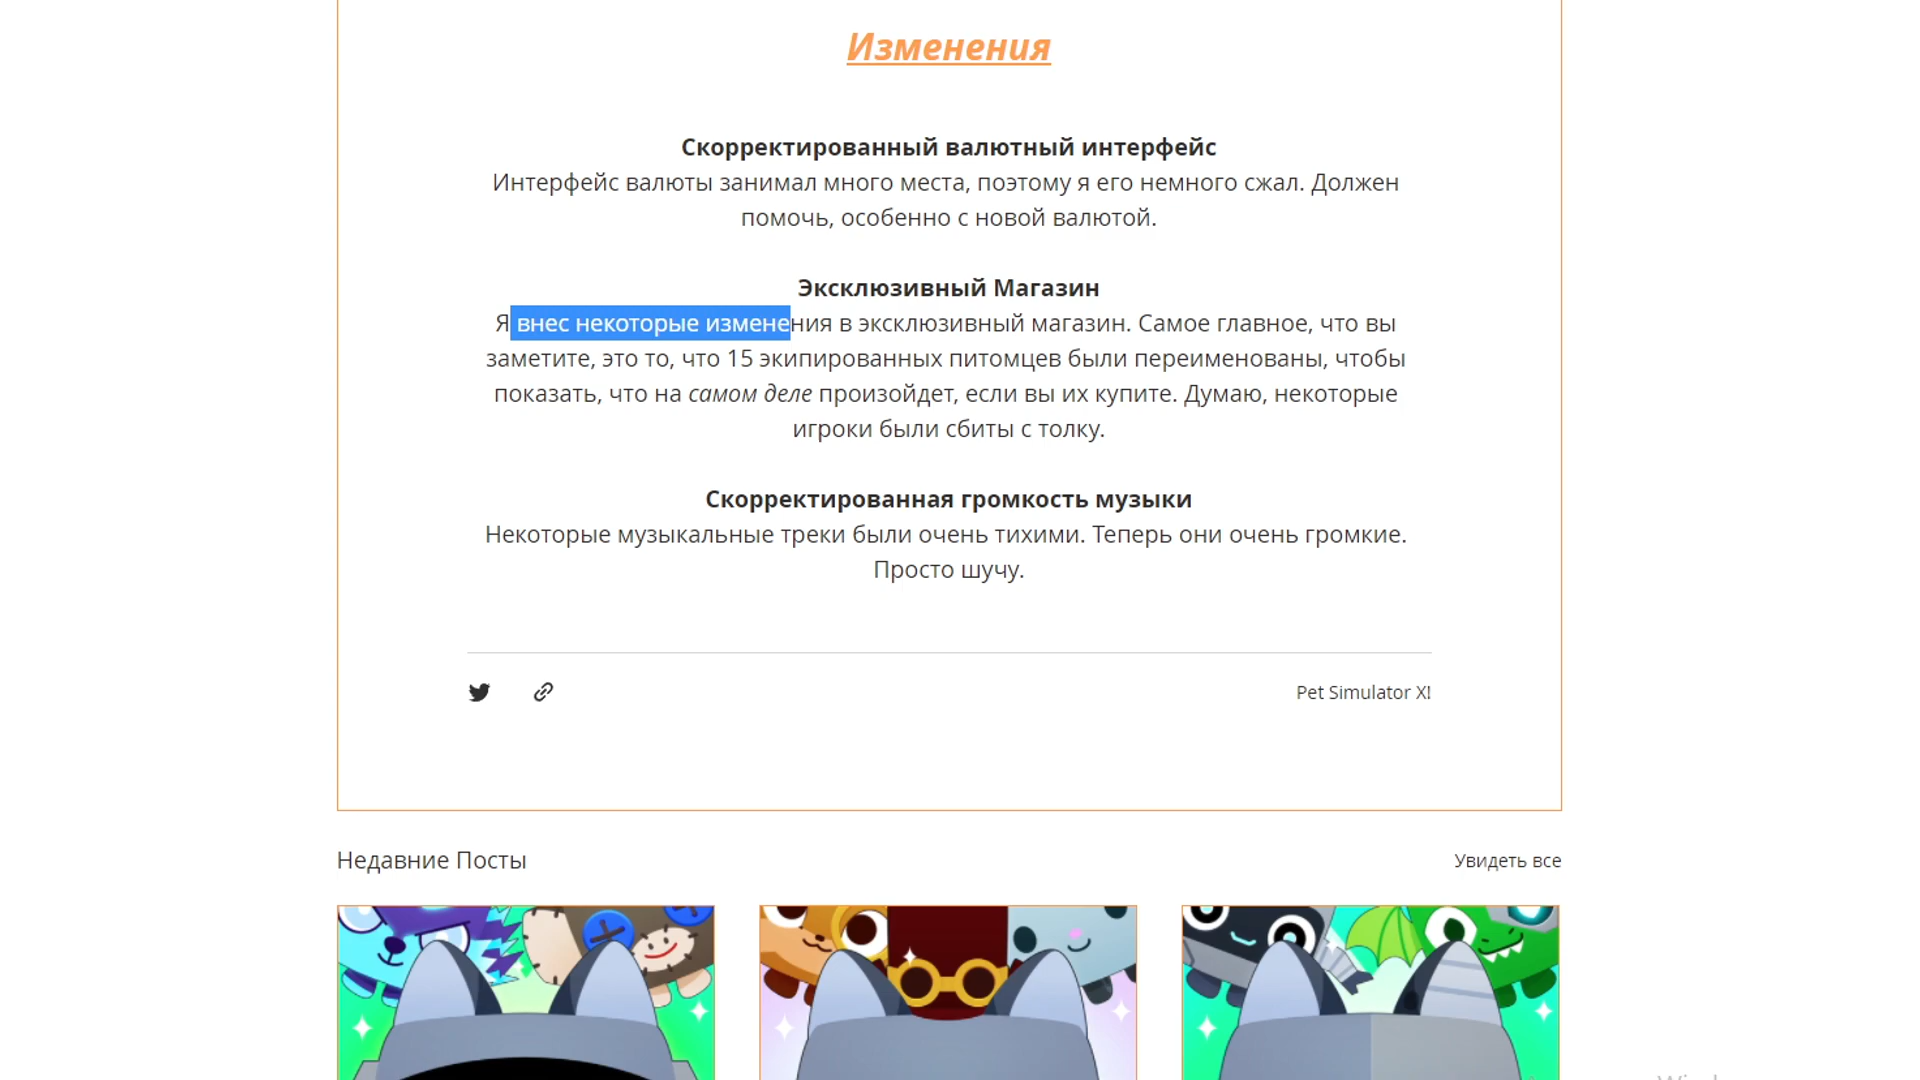 Изменения
Скорректированный валютный интерфейс
Интерфейс валюты занимал много места, поэтому я его немного сжал. Должен
помочь, особенно с новой валютой.
Эксклюзивный Магазин
Я внес некоторые изменения в эксклюзивный магазин. Самое главное, что вы
заметите, это то, что 15 экипированных питомцев были переименованы, чтобы
показать, что на самом деле произойдет, если вы их купите. Думаю, некоторые
игроки были сбиты с толку.
Скорректированная громкость музыки
Некоторые музыкальные треки были очень тихими. Теперь они очень громкие.
Просто шучу.
Pet Simulator X!
Недавние Посты
Увидеть все